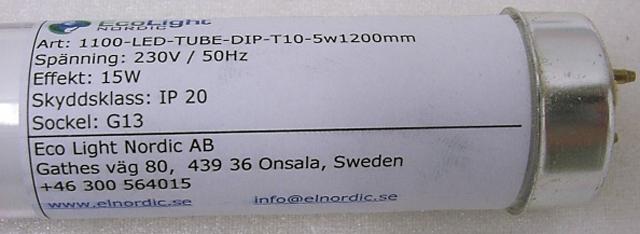 EcoLight
NORDIC
Art: 1100-LED-TUBE-DIP-T10-5w1200mm
Spänning: 230V / 50Hz
Effekt: 15W
Skyddsklass: IP 20
Sockel: G13
Eco Light Nordic AB
Gathes väg 80, 439 36 Onsala, Sweden
+46 300 564015
www.elnordic.se info@elnordic.se